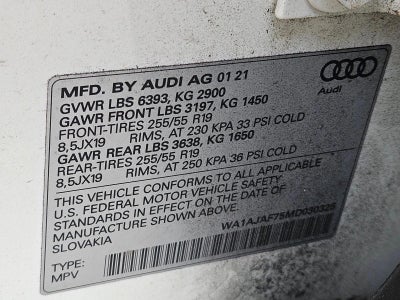 MFD. BY AUDI AG 01 21
GVWR LBS 6393, KG 2900
GAWR FRONT LBS 3197, KG 1450
FRONT-TIRES 255/55 R19
8,5JX19 RIMS, AT 230 KPA 33 PSI COLD
GAWR REAR LBS 3638, KG 1650
REAR-TIRES 255/55 R19
8,5JX19 RIMS, AT 250 KPA 36 PSI COLD
THIS VEHICLE CONFORMS TO ALL APPLICABLE
U.S. FEDERAL MOTOR VEHICLE SAFETY
STANDARDS IN EFFECT ON THE DATE OF
MANUFACTURE SHOWN ABOVE.
SLOVAKIA
WA1AJAF75MD030325
TYPE:
MPV
Audi